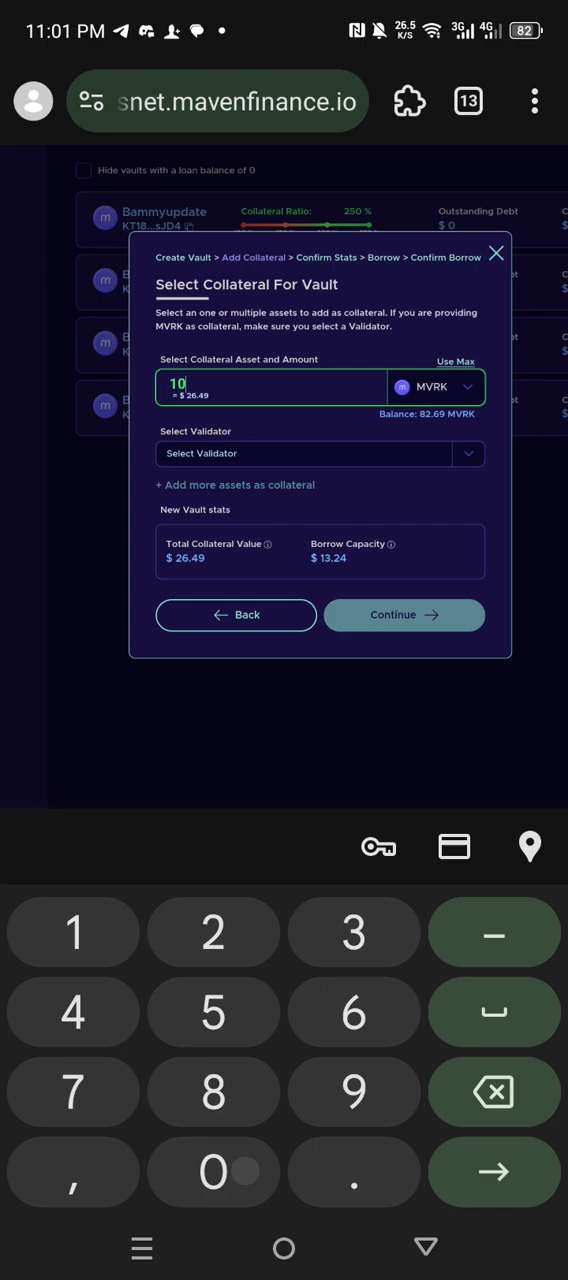 11:01 PM
26.5 K/S
3G 4G 82
snet.mavenfinance.io
13
Hide vaults with a loan balance of 0
Bammyupdate
KT18...sJD4
Collateral Ratio: 250 %
Outstanding Debt
$ 0
Create Vault > Add Collateral > Confirm Stats > Borrow > Confirm Borrow
Select Collateral For Vault
Select an one or multiple assets to add as collateral. If you are providing
MVRK as collateral, make sure you select a Validator.
Select Collateral Asset and Amount
Use Max
10
= $ 26.49
MVRK
Balance: 82.69 MVRK
Select Validator
Select Validator
+ Add more assets as collateral
New Vault stats
Total Collateral Value
Borrow Capacity
$ 26.49
$ 13.24
Back
Continue
1 2 3 –
4 5 6
7 8 9
, 0 .